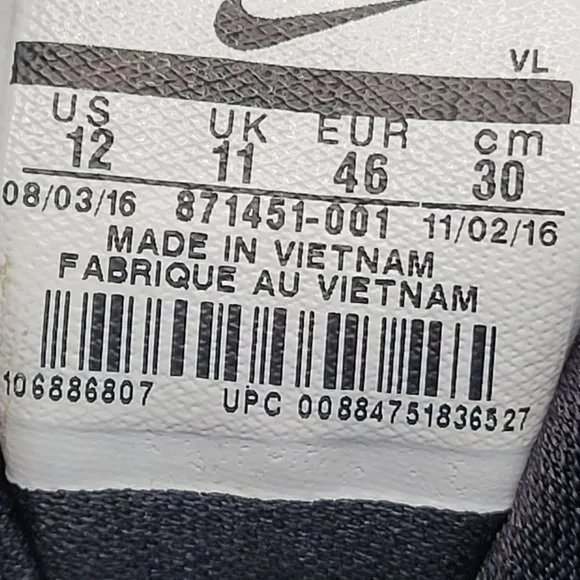 VL
US UK EUR cm
12 11 46 30
08/03/16 871451-001 11/02/16
MADE IN VIETNAM
FABRIQUE AU VIETNAM
106886807 UPC 00884751836527